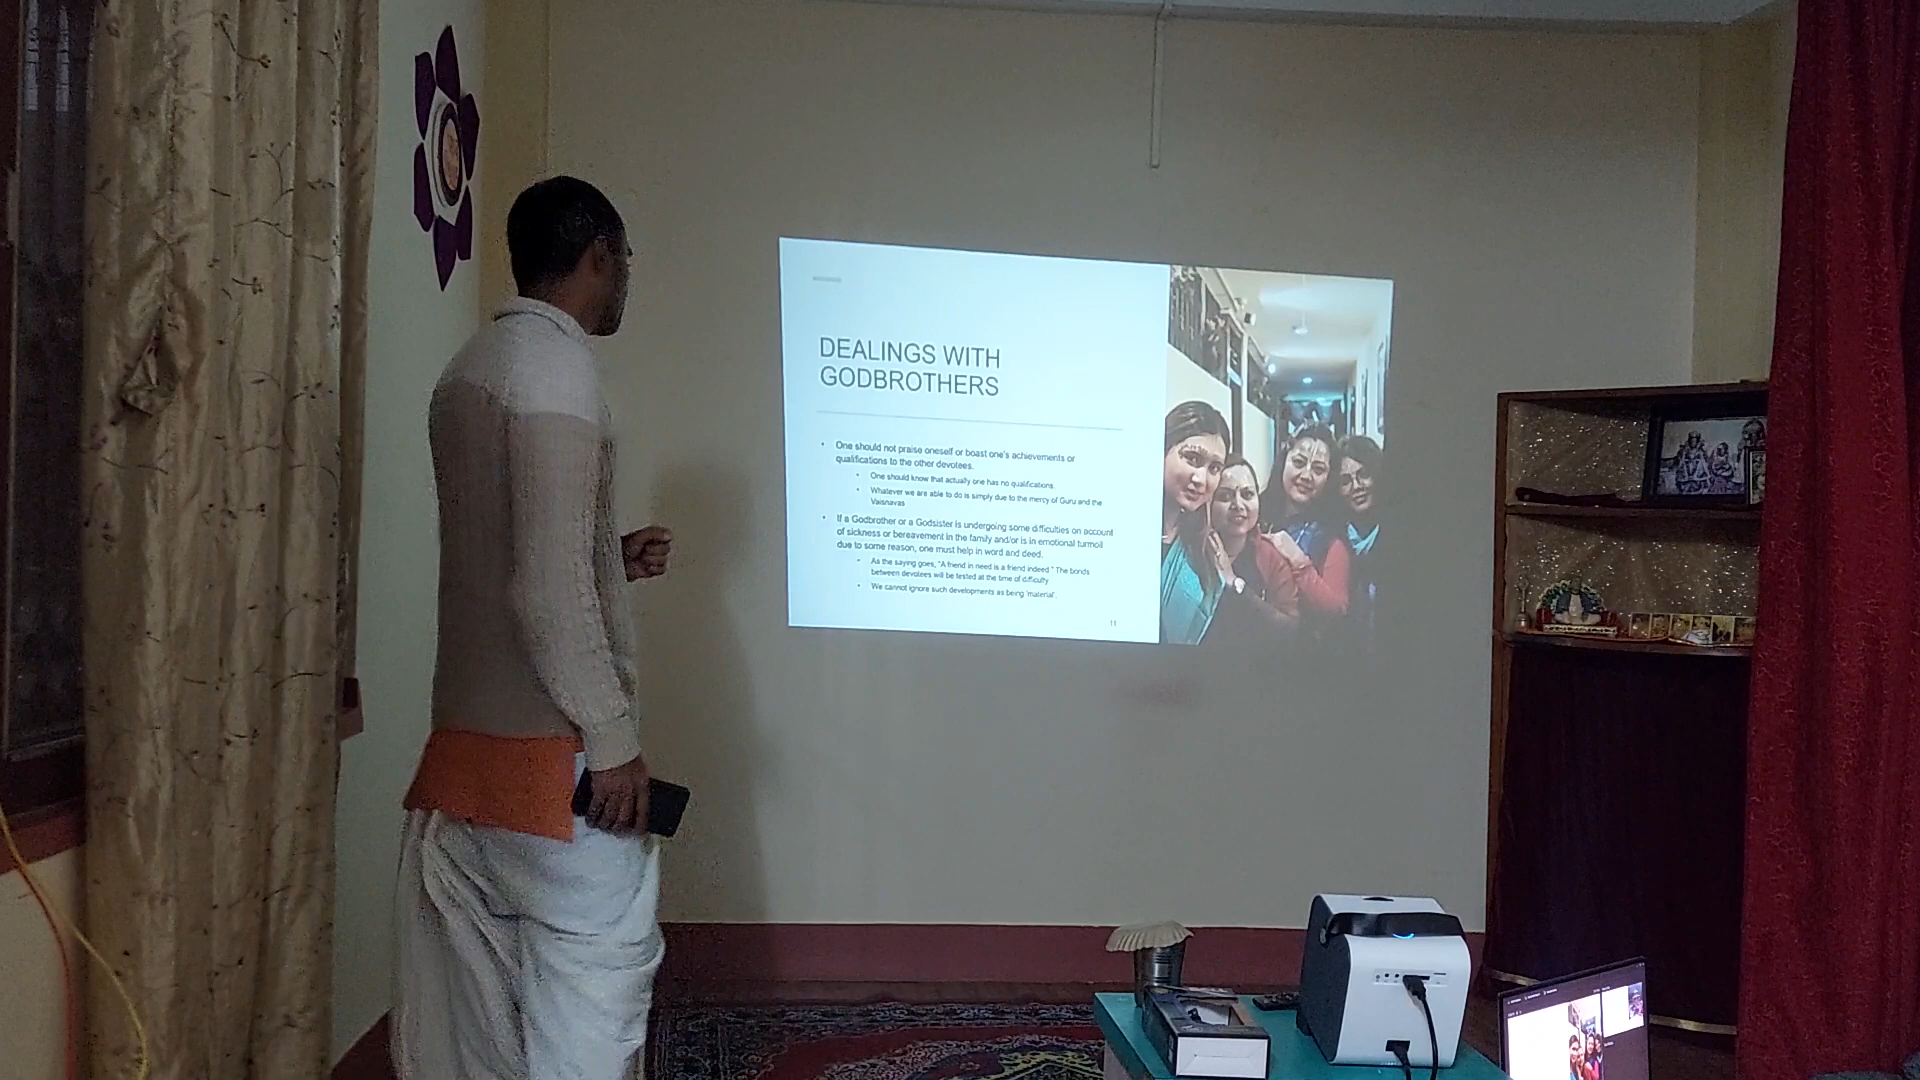 DEALINGS WITH
GODBROTHERS
One should not praise oneself or boast one's achievements or
qualifications to the other devotees.
One should know that actually one has no qualifications.
Whatever we are able to do is simply due to the mercy of Guru and the
Vaisnavas
If a Godbrother or a Godsister is undergoing some difficulties on account
of sickness or bereavement in the family and/or is in emotional turmoil
due to some reason, one must help in word and deed.
As the saying goes, "A friend in need is a friend indeed." The bonds
between devotees will be tested at the time of difficulty
We cannot ignore such developments as being 'material'.
11